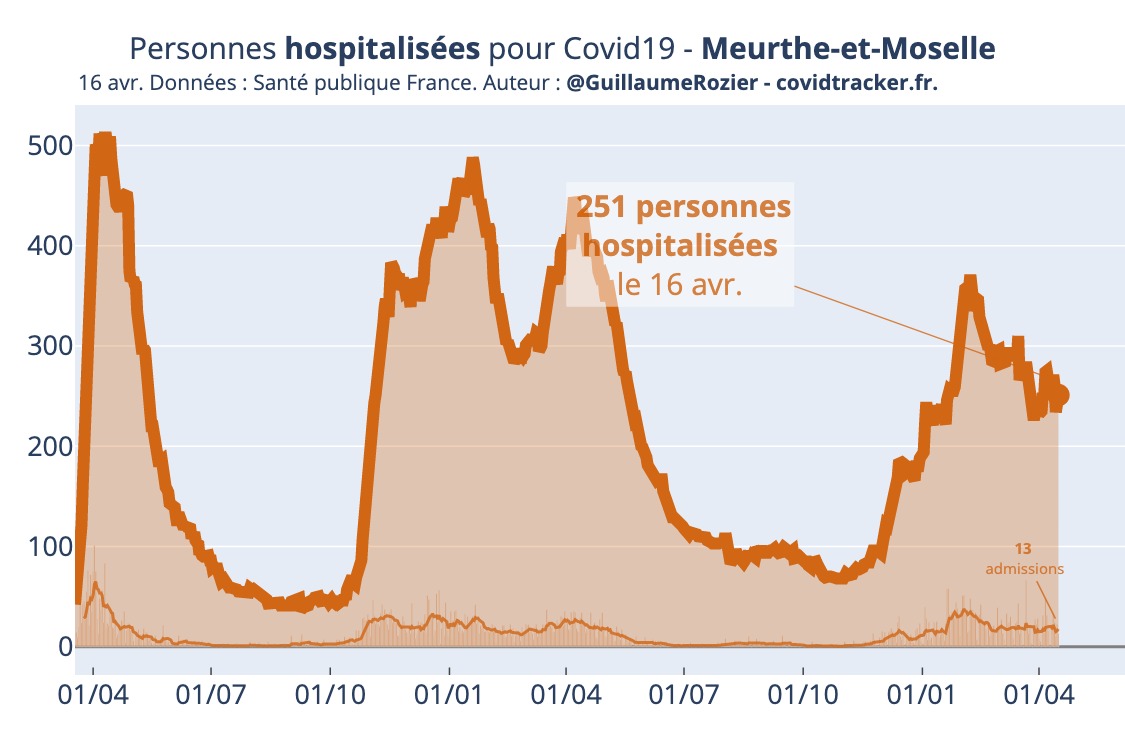 Personnes hospitalisées pour Covid19 - Meurthe-et-Moselle
16 avr. Données : Santé publique France. Auteur : @GuillaumeRozier - covidtracker.fr.
500
400
300
200
100
0
251 personnes
hospitalisées
le 16 avr.
13
admissions
01/04
01/07
01/10
01/01
01/04
01/07
01/10
01/01
01/04